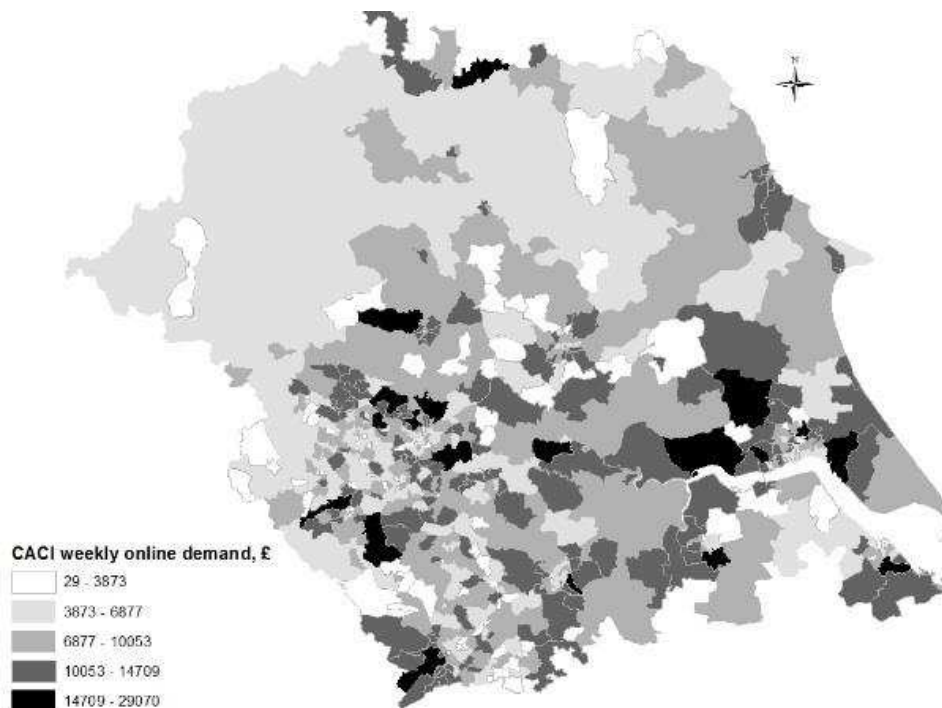 N
CACI weekly online demand, £
29 - 3873
3873 - 6877
6877 - 10053
10053 - 14709
14709 - 29070